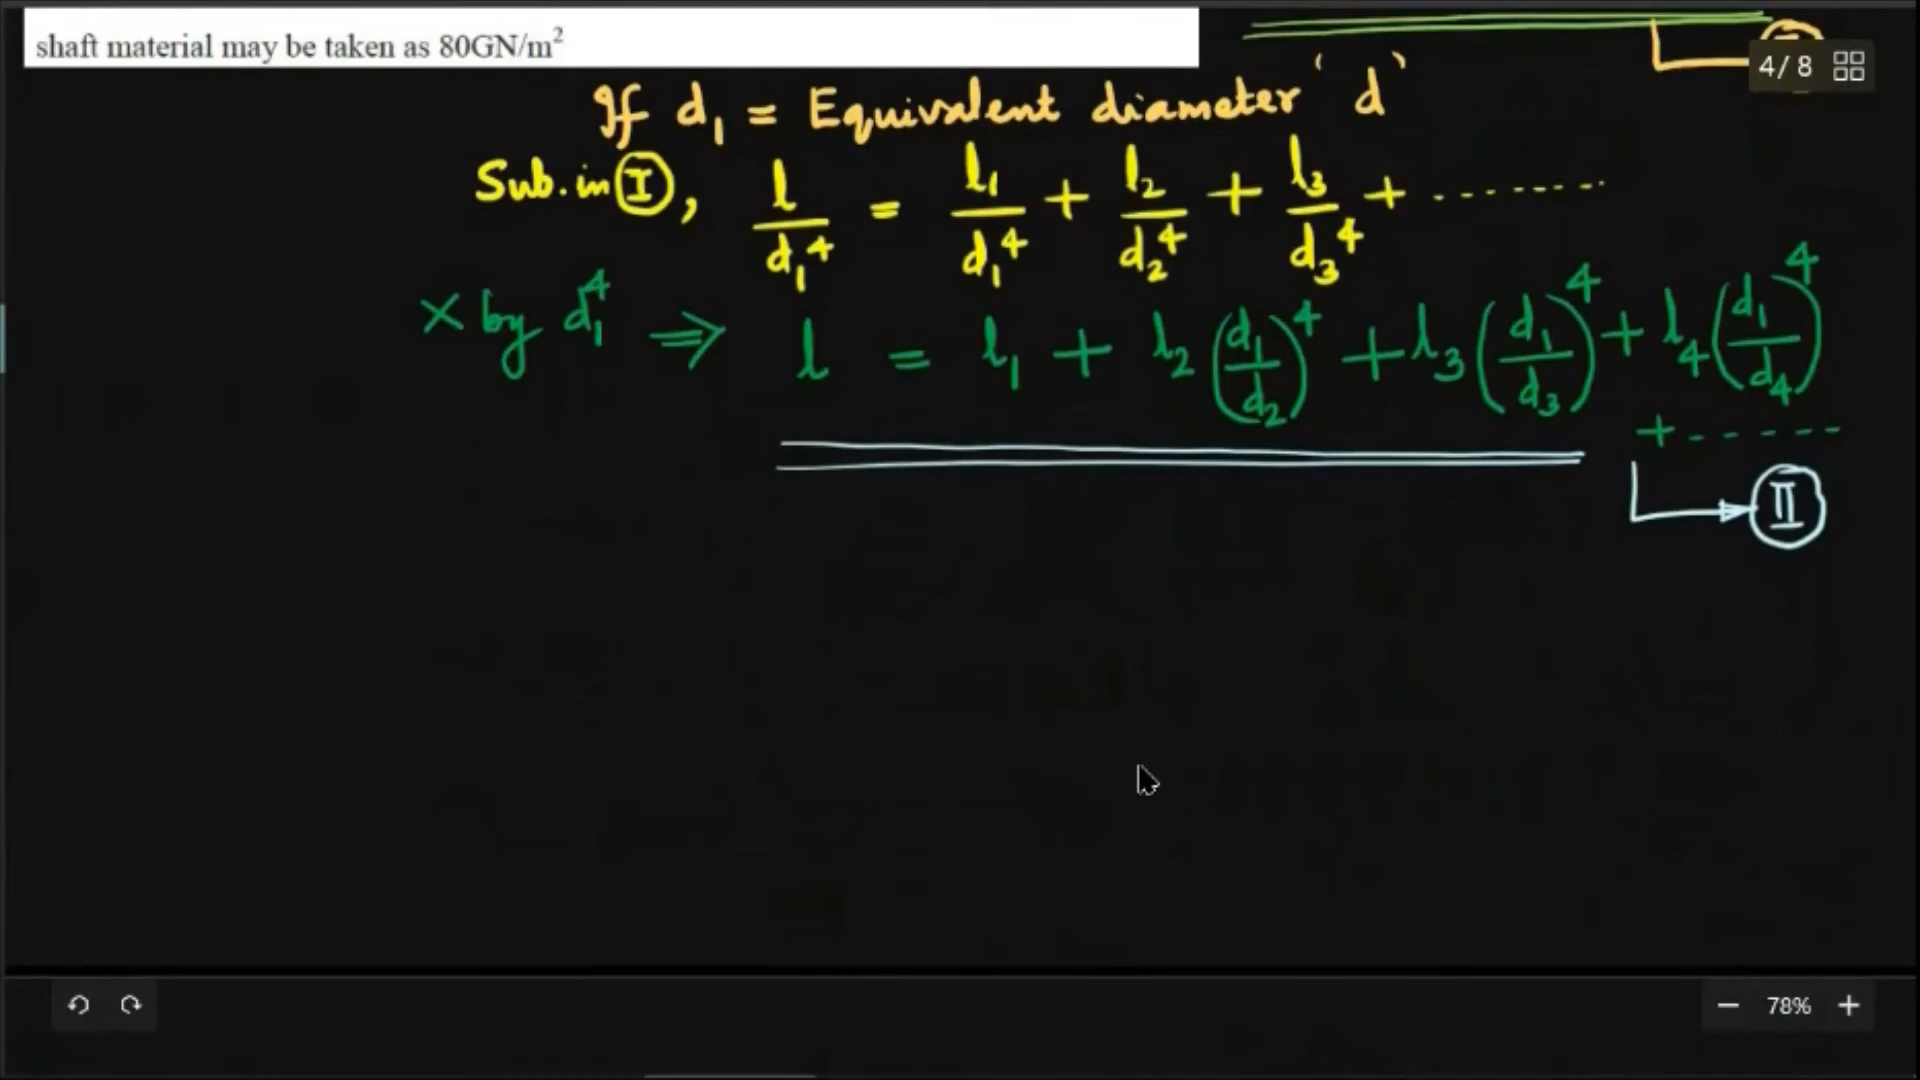 shaft material may be taken as 80GN/m²
4/8
If d₁ = Equivalent diameter 'd'
Sub. in Ⓘ, l/d₁⁴ = l₁/d₁⁴ + l₂/d₂⁴ + l₃/d₃⁴ + --------
× by d₁⁴ ⇒ l = l₁ + l₂(d₁/d₂)⁴ + l₃(d₁/d₃)⁴ + l₄(d₁/d₄)⁴
+ ------
II
78%